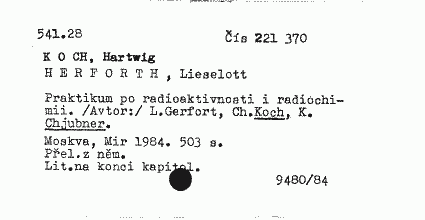 541.28
Čís 221 370
K O CH, Hartwig
H E R F O R T H , Lieselott
Praktikum po radioaktivnosti i radiochi-
mii. /Avtor:/ L.Gerfort, Ch.Koch, K.
Chjubner.
Moskva, Mir 1984. 503 s.
Přel.z něm.
Lit.na konci kapitol.
9480/84